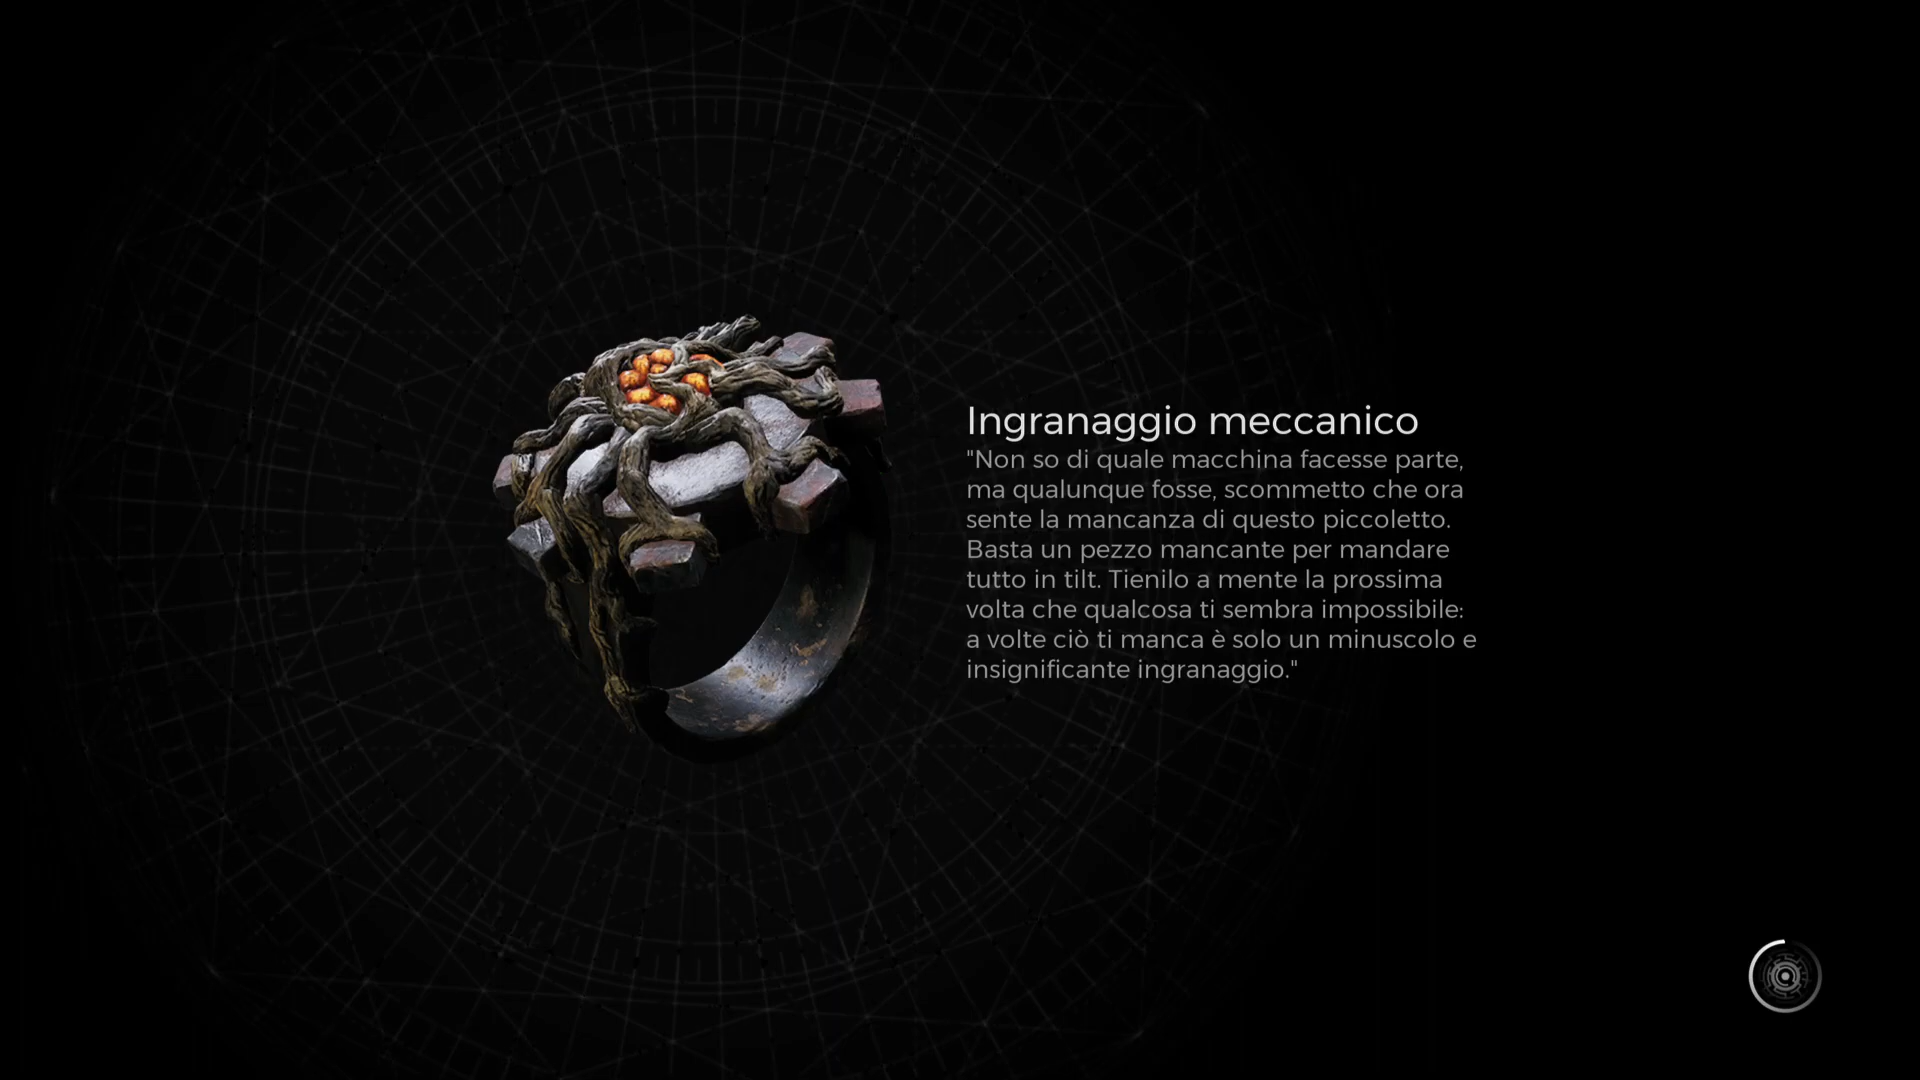 Ingranaggio meccanico
"Non so di quale macchina facesse parte,
ma qualunque fosse, scommetto che ora
sente la mancanza di questo piccoletto.
Basta un pezzo mancante per mandare
tutto in tilt. Tienilo a mente la prossima
volta che qualcosa ti sembra impossibile:
a volte ciò ti manca è solo un minuscolo e
insignificante ingranaggio."